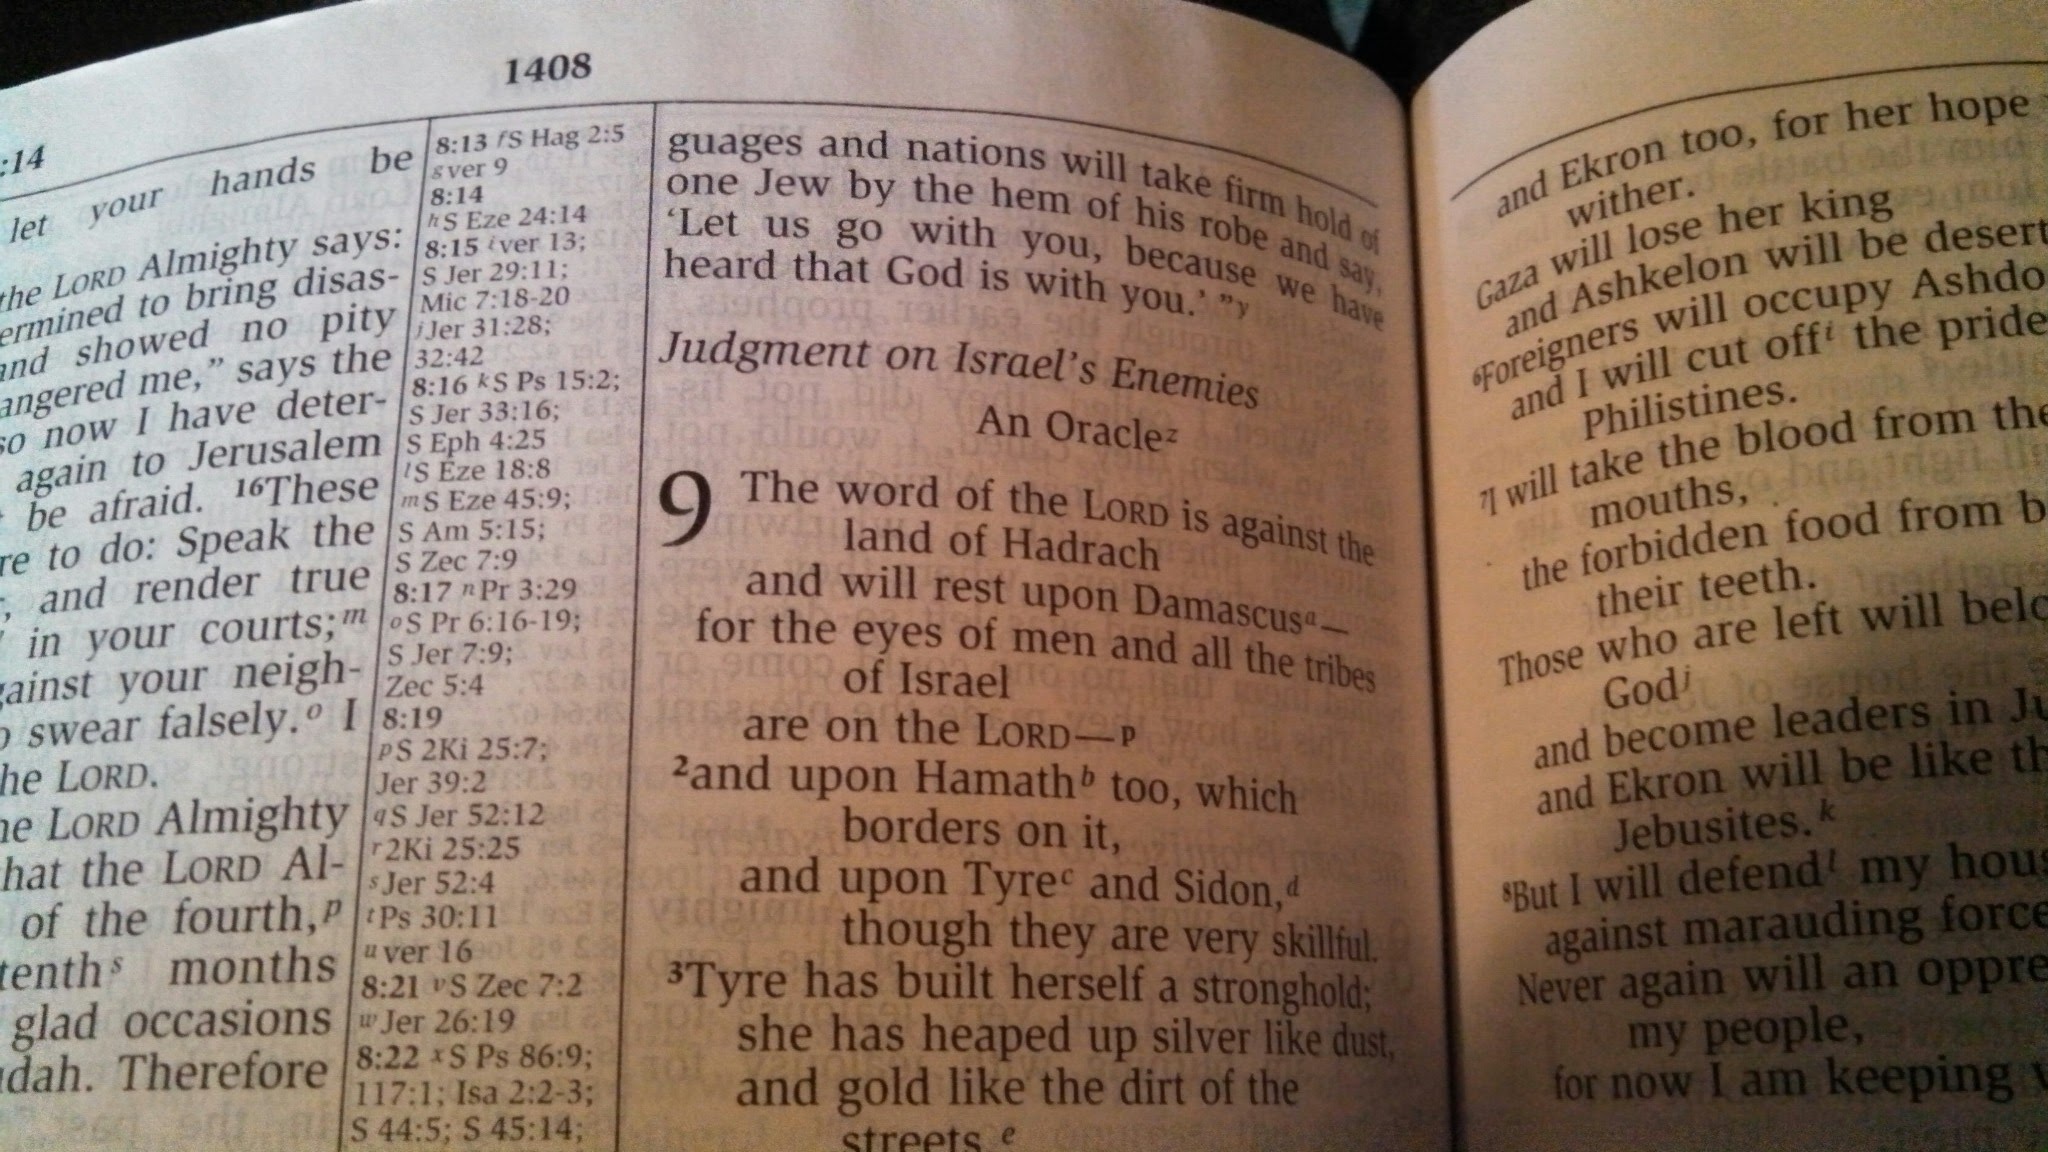 1408
:14
let your hands be
the LORD Almighty says:
ermined to bring disas-
and showed no pity
angered me,” says the
so now I have deter-
again to Jerusalem
be afraid. 16These
re to do: Speak the
, and render true
in your courts;m
gainst your neigh-
o swear falsely.o I
he LORD.
he LORD Almighty
hat the LORD Al-
of the fourth,p
tenths months
glad occasions
dah. Therefore
8:13 fS Hag 2:5
gver 9
8:14
hS Eze 24:14
8:15 iver 13;
S Jer 29:11;
Mic 7:18-20
jJer 31:28;
32:42
8:16 kS Ps 15:2;
S Jer 33:16;
S Eph 4:25
lS Eze 18:8
mS Eze 45:9;
S Am 5:15;
S Zec 7:9
8:17 nPr 3:29
oS Pr 6:16-19;
S Jer 7:9;
Zec 5:4
8:19
pS 2Ki 25:7;
Jer 39:2
qS Jer 52:12
r2Ki 25:25
sJer 52:4
tPs 30:11
uver 16
8:21 vS Zec 7:2
wJer 26:19
8:22 xS Ps 86:9;
117:1; Isa 2:2-3;
S 44:5; S 45:14;
guages and nations will take firm hold of
one Jew by the hem of his robe and say,
‘Let us go with you, because we have
heard that God is with you.’ ”y
Judgment on Israel’s Enemies
An Oraclez
9 The word of the LORD is against the
land of Hadrach
and will rest upon Damascusa—
for the eyes of men and all the tribes
of Israel
are on the LORD—p
2and upon Hamathb too, which
borders on it,
and upon Tyrec and Sidon,d
though they are very skillful.
3Tyre has built herself a stronghold;
she has heaped up silver like dust,
and gold like the dirt of the
streets.e
and Ekron too, for her hope
wither.
Gaza will lose her king
and Ashkelon will be desert
6Foreigners will occupy Ashdo
and I will cut offi the pride
Philistines.
7I will take the blood from the
mouths,
the forbidden food from b
their teeth.
Those who are left will belo
Godj
and become leaders in Ju
and Ekron will be like th
Jebusites.k
8But I will defendl my hous
against marauding force
Never again will an oppre
my people,
for now I am keeping